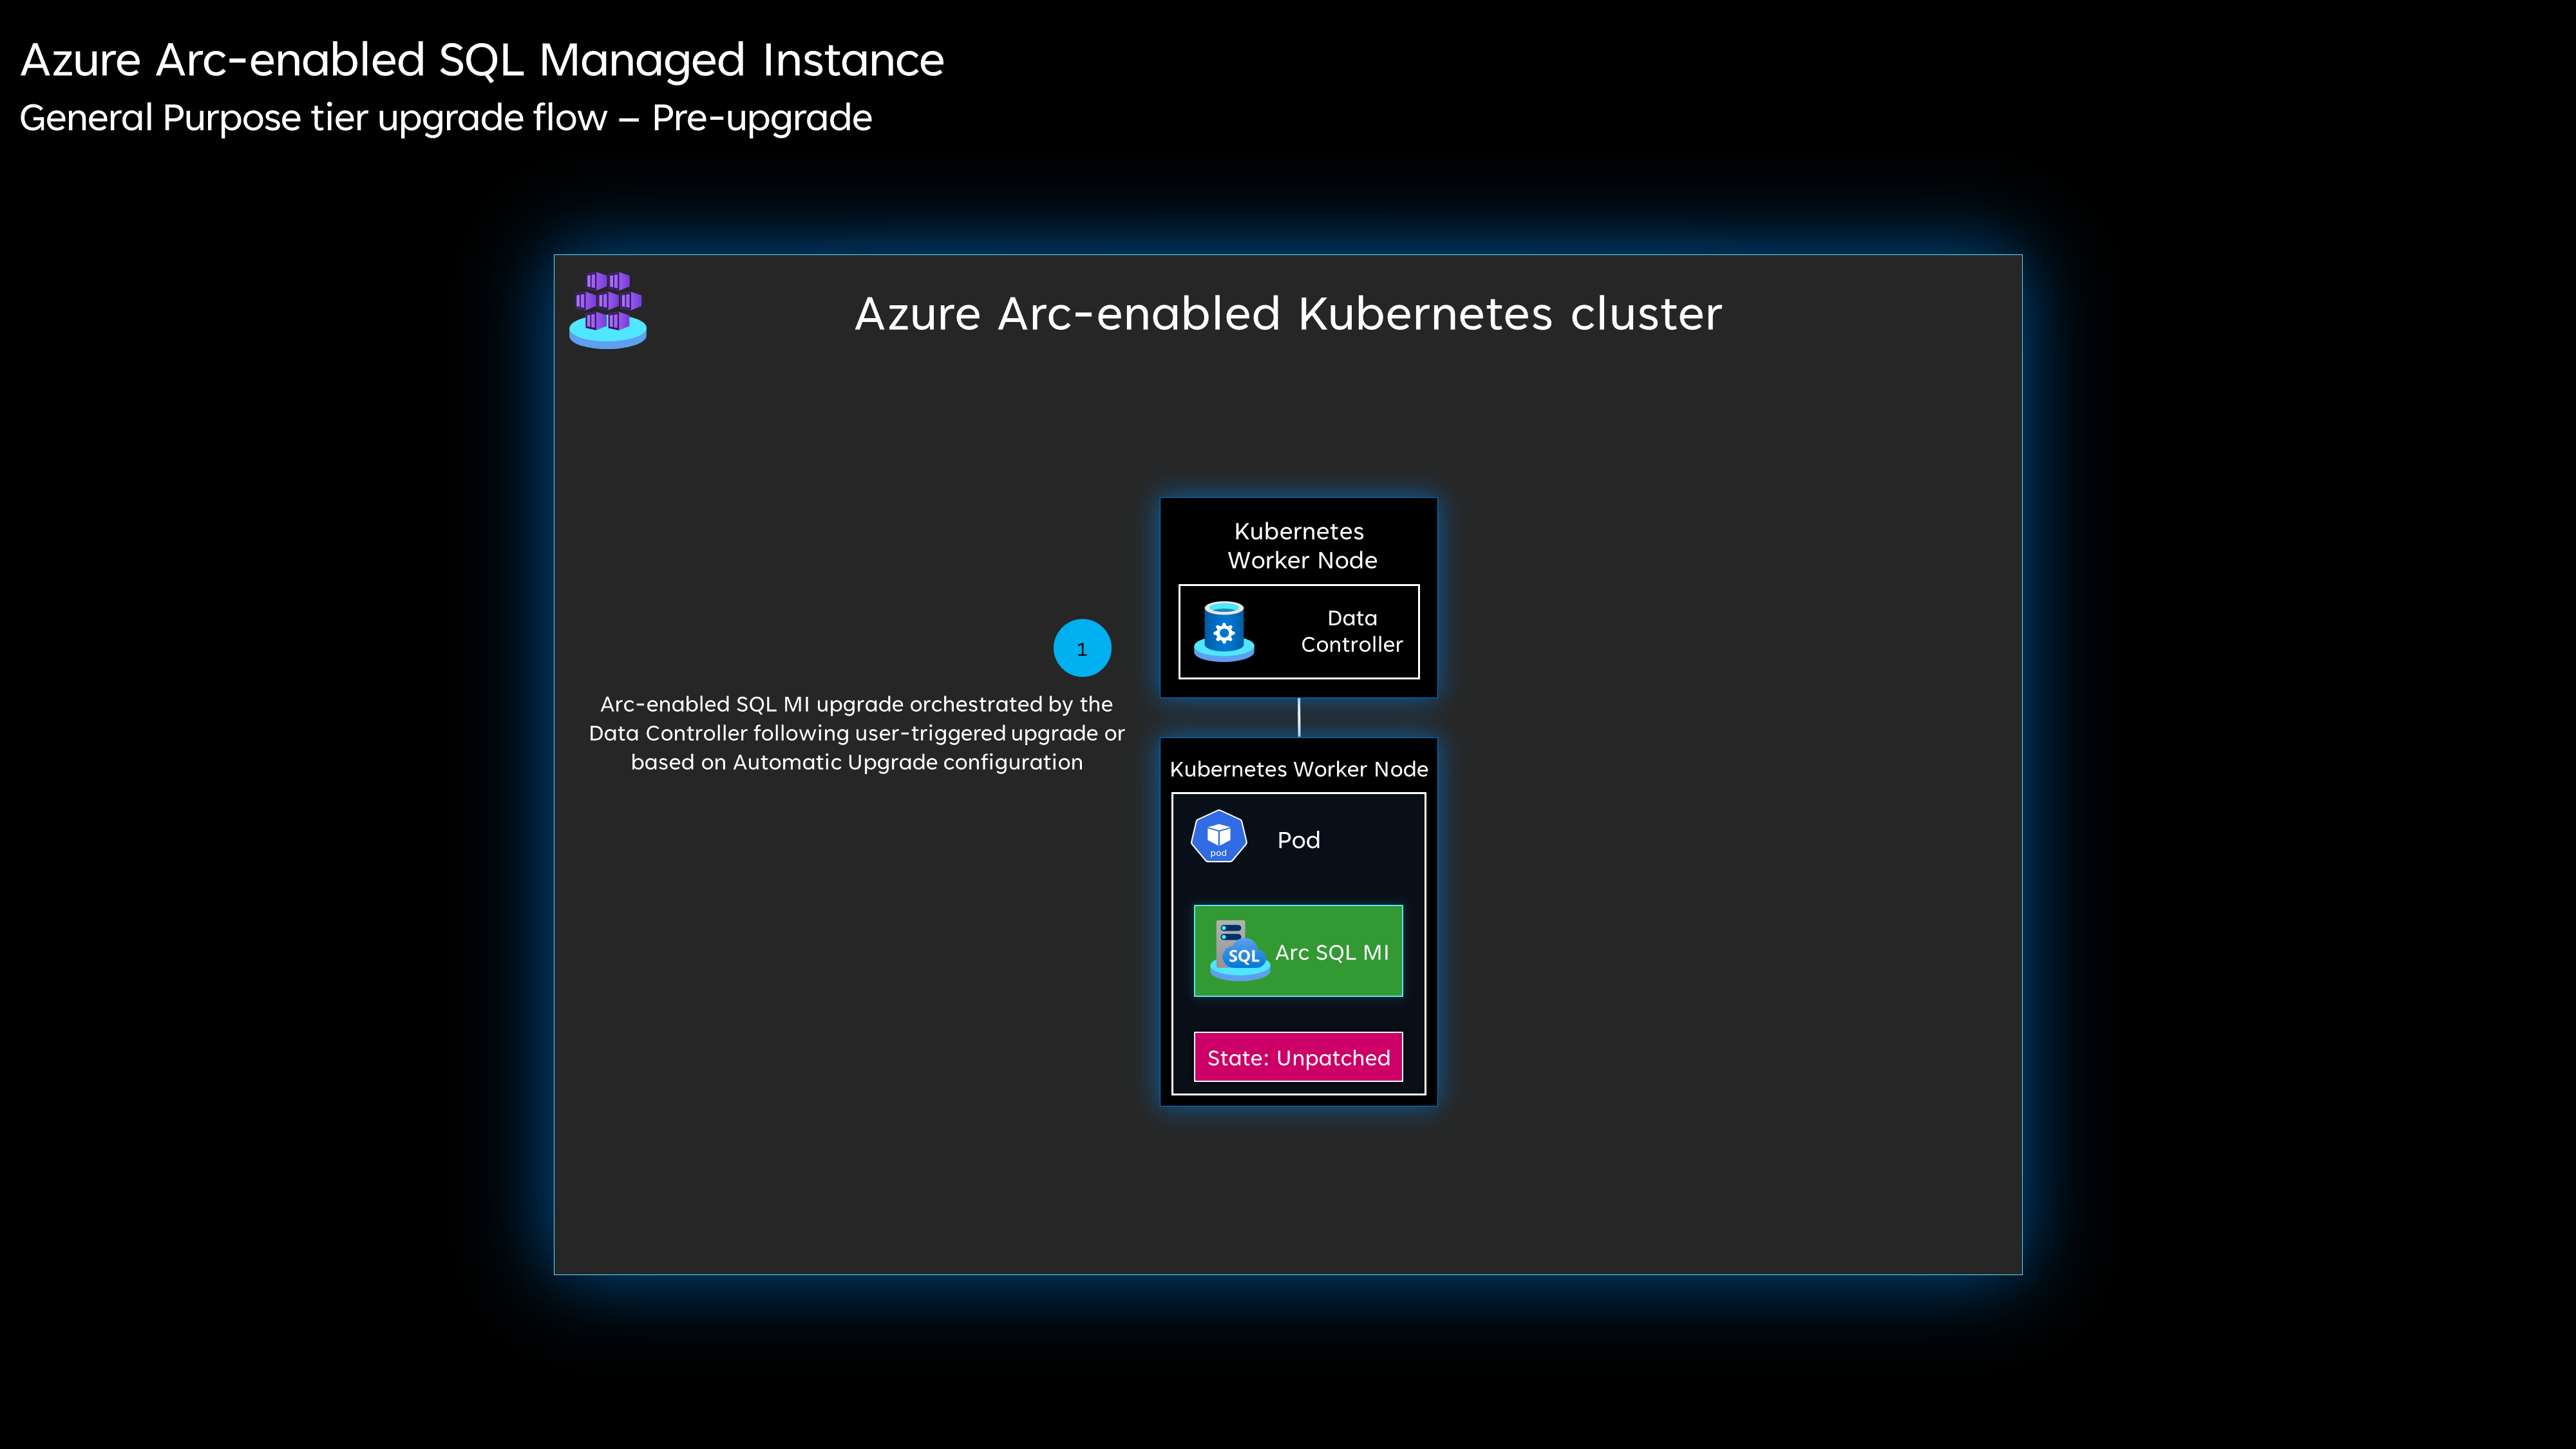 Azure Arc-enabled SQL Managed Instance
General Purpose tier upgrade flow – Pre-upgrade
Azure Arc-enabled Kubernetes cluster
Kubernetes
Worker Node
Data
Controller
1
Arc-enabled SQL MI upgrade orchestrated by the
Data Controller following user-triggered upgrade or
based on Automatic Upgrade configuration
Kubernetes Worker Node
pod
Pod
SQL
Arc SQL MI
State: Unpatched